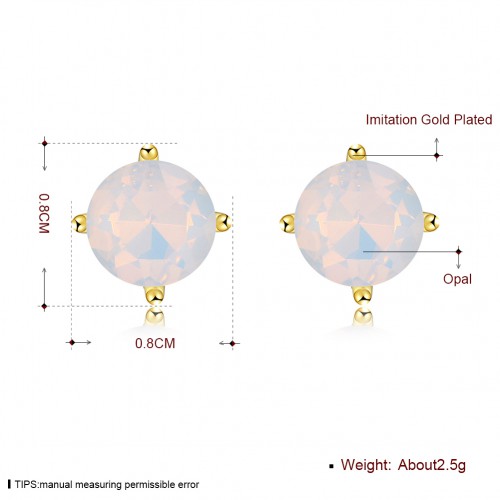 Imitation Gold Plated
0.8CM
Opal
0.8CM
Weight: About2.5g
TIPS:manual measuring permissible error